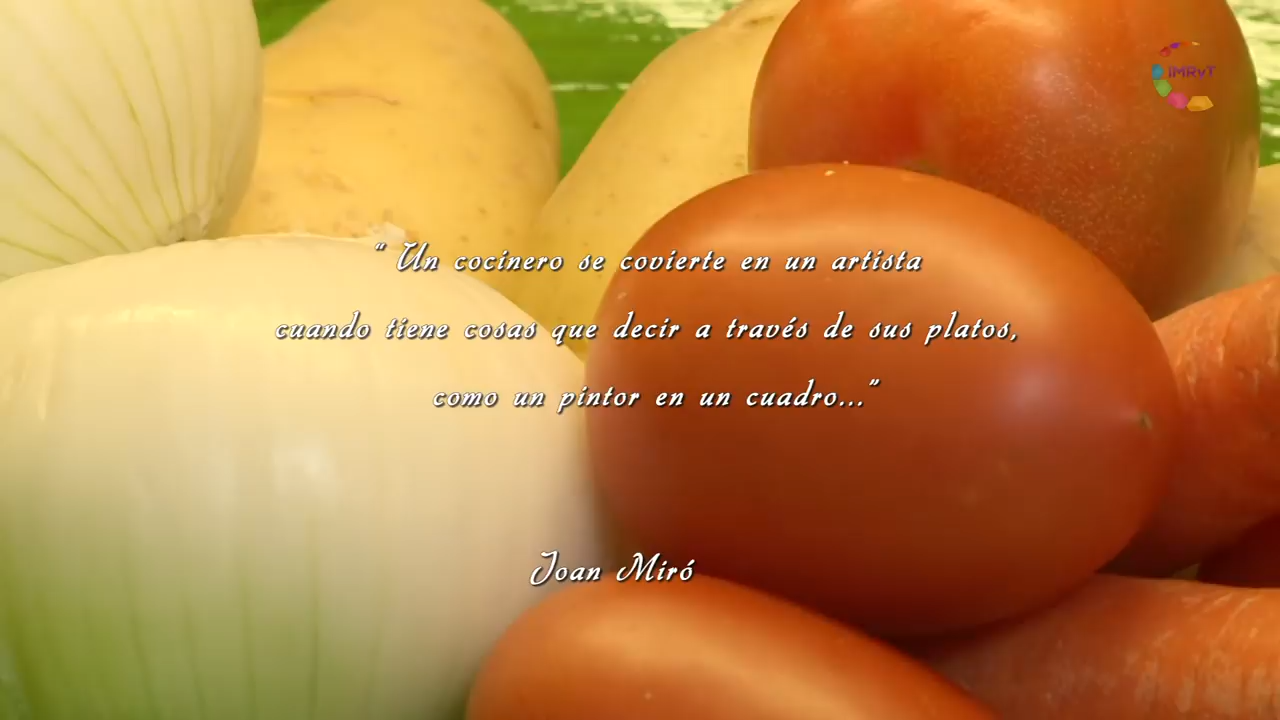 IMRyT
“ Un cocinero se covierte en un artista
cuando tiene cosas que decir a través de sus platos,
como un pintor en un cuadro...”
Joan Miró